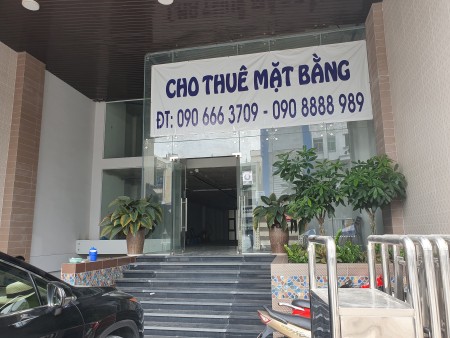 CHO THUÊ MẶT BẰNG
ĐT: 090 666 3709 - 090 8888 989